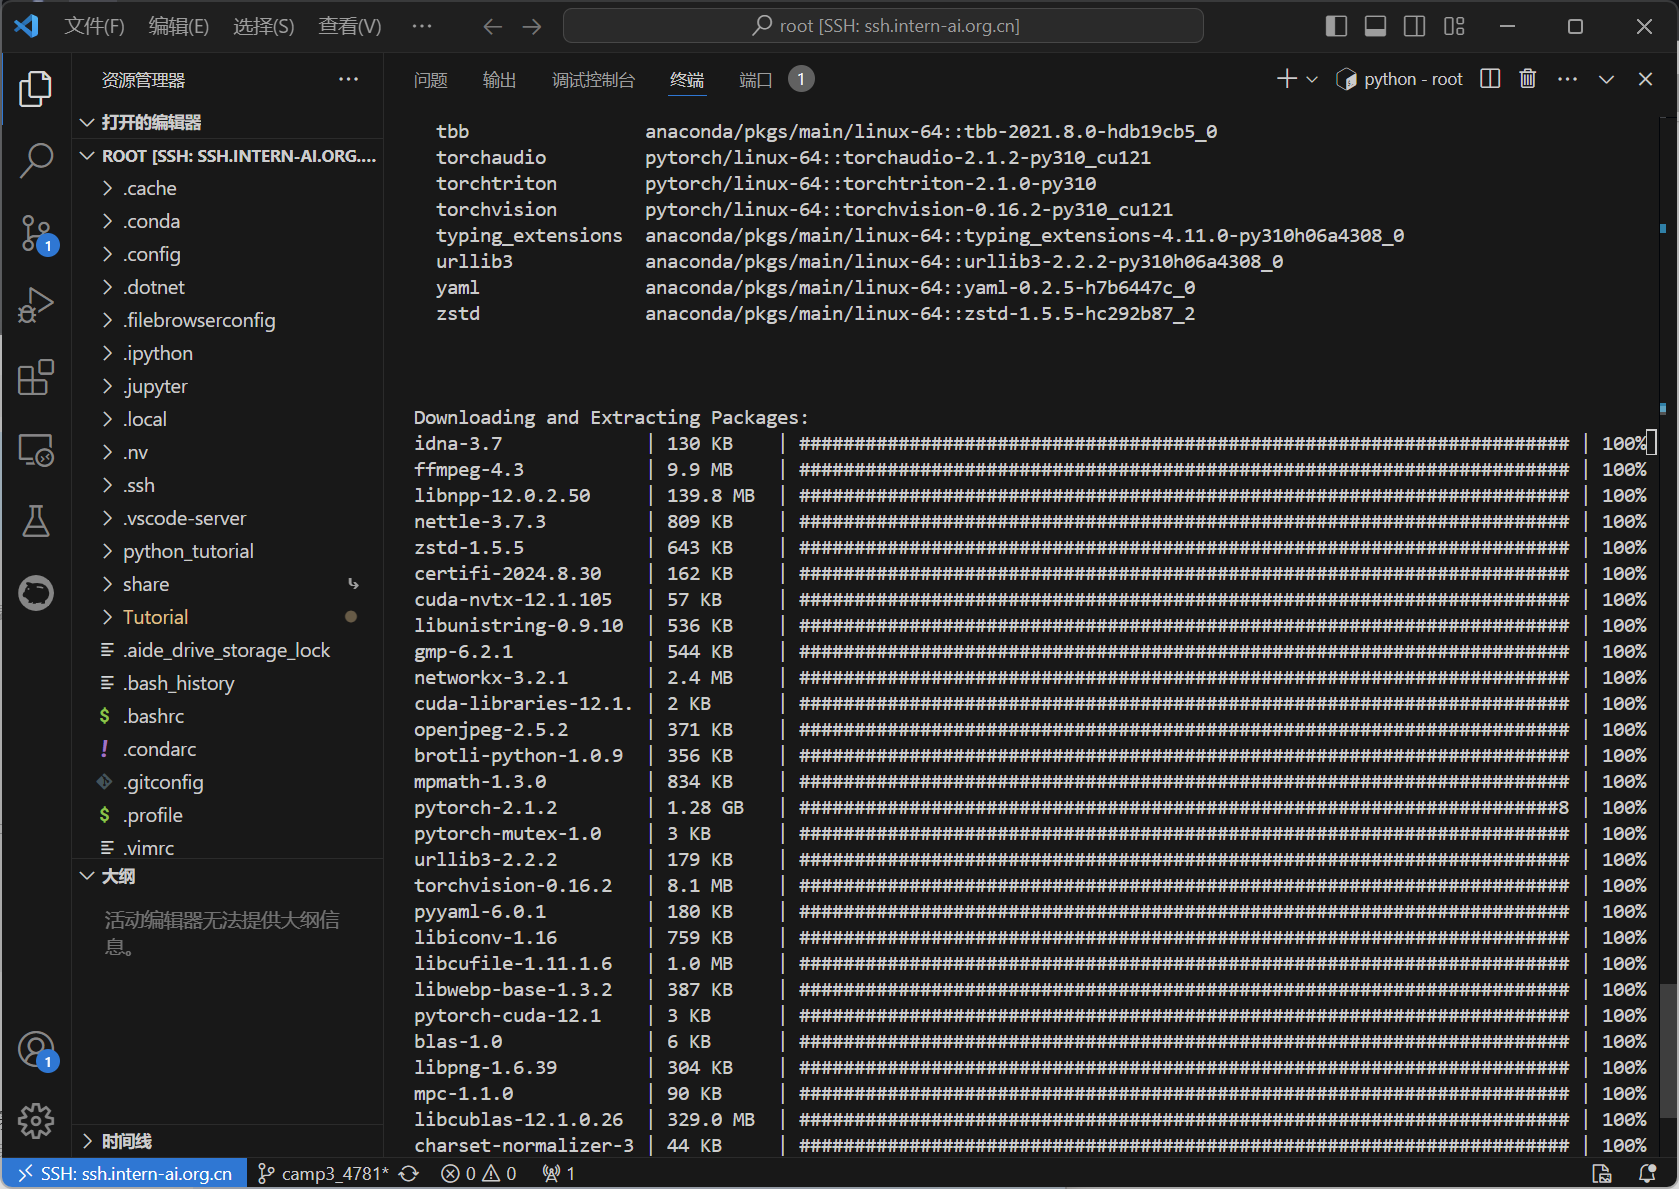 文件(F) 编辑(E) 选择(S) 查看(V) ··· root [SSH: ssh.intern-ai.org.cn]
资源管理器 ···
打开的编辑器
ROOT [SSH: SSH.INTERN-AI.ORG....
.cache
.conda
.config
.dotnet
.filebrowserconfig
.ipython
.jupyter
.local
.nv
.ssh
.vscode-server
python_tutorial
share
Tutorial
.aide_drive_storage_lock
.bash_history
.bashrc
.condarc
.gitconfig
.profile
.vimrc
大纲
活动编辑器无法提供大纲信
息。
时间线
1
1
问题 输出 调试控制台 终端 端口 1 python - root
tbb anaconda/pkgs/main/linux-64::tbb-2021.8.0-hdb19cb5_0
torchaudio pytorch/linux-64::torchaudio-2.1.2-py310_cu121
torchtriton pytorch/linux-64::torchtriton-2.1.0-py310
torchvision pytorch/linux-64::torchvision-0.16.2-py310_cu121
typing_extensions anaconda/pkgs/main/linux-64::typing_extensions-4.11.0-py310h06a4308_0
urllib3 anaconda/pkgs/main/linux-64::urllib3-2.2.2-py310h06a4308_0
yaml anaconda/pkgs/main/linux-64::yaml-0.2.5-h7b6447c_0
zstd anaconda/pkgs/main/linux-64::zstd-1.5.5-hc292b87_2
Downloading and Extracting Packages:
idna-3.7 | 130 KB | ###################################################################### | 100%
ffmpeg-4.3 | 9.9 MB | ###################################################################### | 100%
libnpp-12.0.2.50 | 139.8 MB | ###################################################################### | 100%
nettle-3.7.3 | 809 KB | ###################################################################### | 100%
zstd-1.5.5 | 643 KB | ###################################################################### | 100%
certifi-2024.8.30 | 162 KB | ###################################################################### | 100%
cuda-nvtx-12.1.105 | 57 KB | ###################################################################### | 100%
libunistring-0.9.10 | 536 KB | ###################################################################### | 100%
gmp-6.2.1 | 544 KB | ###################################################################### | 100%
networkx-3.2.1 | 2.4 MB | ###################################################################### | 100%
cuda-libraries-12.1. | 2 KB | ###################################################################### | 100%
openjpeg-2.5.2 | 371 KB | ###################################################################### | 100%
brotli-python-1.0.9 | 356 KB | ###################################################################### | 100%
mpmath-1.3.0 | 834 KB | ###################################################################### | 100%
pytorch-2.1.2 | 1.28 GB | #####################################################################8 | 100%
pytorch-mutex-1.0 | 3 KB | ###################################################################### | 100%
urllib3-2.2.2 | 179 KB | ###################################################################### | 100%
torchvision-0.16.2 | 8.1 MB | ###################################################################### | 100%
pyyaml-6.0.1 | 180 KB | ###################################################################### | 100%
libiconv-1.16 | 759 KB | ###################################################################### | 100%
libcufile-1.11.1.6 | 1.0 MB | ###################################################################### | 100%
libwebp-base-1.3.2 | 387 KB | ###################################################################### | 100%
pytorch-cuda-12.1 | 3 KB | ###################################################################### | 100%
blas-1.0 | 6 KB | ###################################################################### | 100%
libpng-1.6.39 | 304 KB | ###################################################################### | 100%
mpc-1.1.0 | 90 KB | ###################################################################### | 100%
libcublas-12.1.0.26 | 329.0 MB | ###################################################################### | 100%
charset-normalizer-3 | 44 KB | ###################################################################### | 100%
SSH: ssh.intern-ai.org.cn camp3_4781* 0 0 1